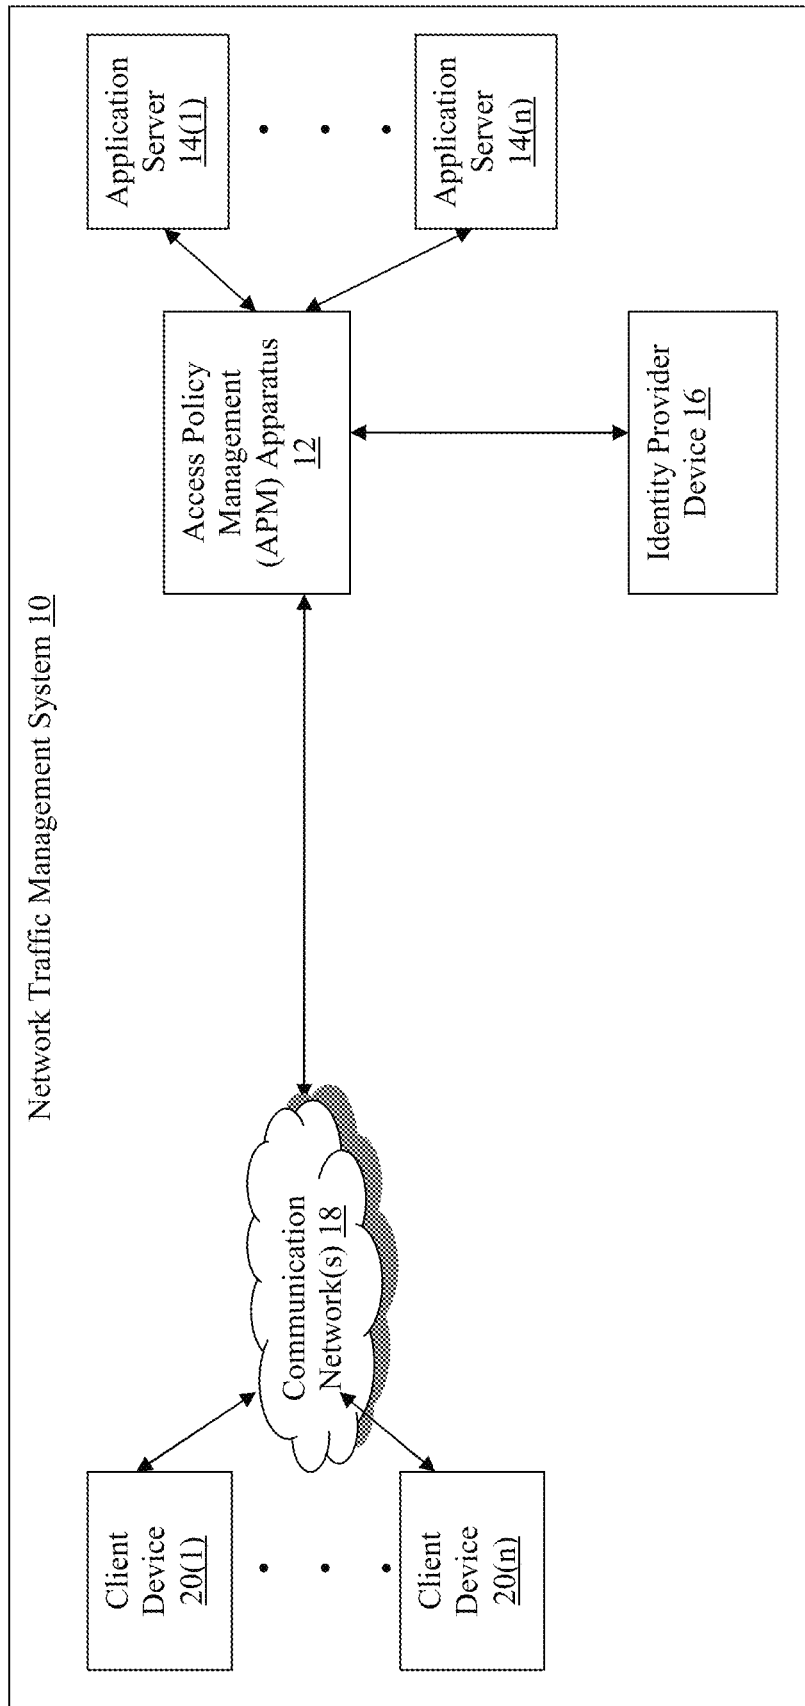 Network Traffic Management System 10
Client
Device
20(1)
Client
Device
20(n)
Communication
Network(s) 18
Access Policy
Management
(APM) Apparatus
12
Identity Provider
Device 16
Application
Server
14(1)
Application
Server
14(n)